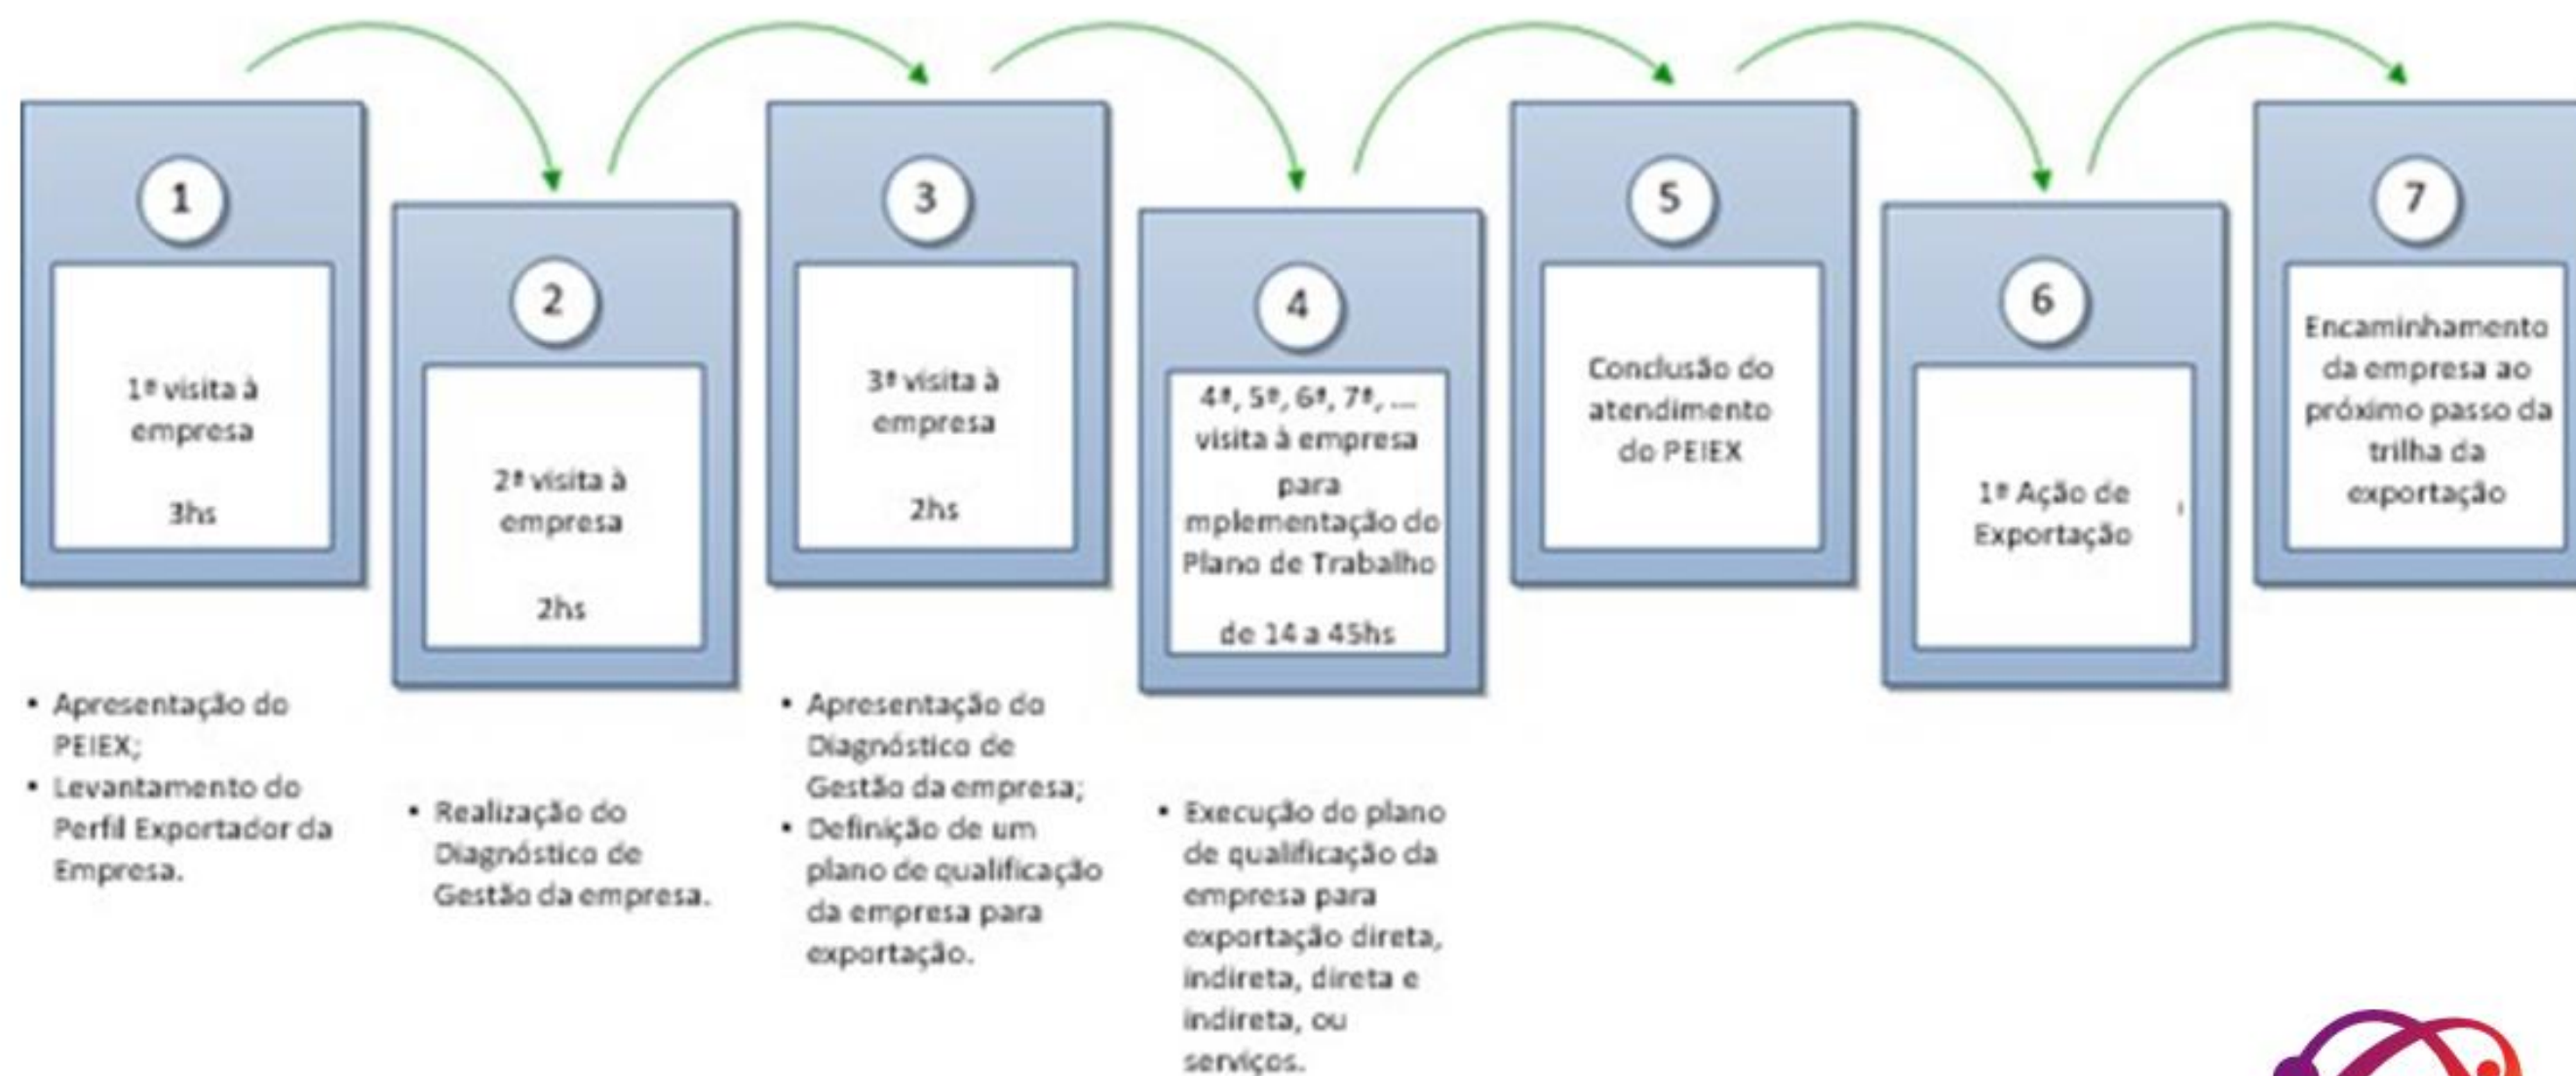 1
1ª visita à
empresa
3hs
2
2ª visita à
empresa
2hs
3
3ª visita à
empresa
2hs
4
4ª, 5ª, 6ª, 7ª, ...
visita à empresa
para
mplementação do
Plano de Trabalho
de 14 a 45hs
5
Conclusão do
atendimento
do PEIEX
6
1ª Ação de
Exportação
7
Encaminhamento
da empresa ao
próximo passo da
trilha da
exportação
• Apresentação do
PEIEX;
• Levantamento do
Perfil Exportador da
Empresa.
• Realização do
Diagnóstico de
Gestão da empresa.
• Apresentação do
Diagnóstico de
Gestão da empresa;
• Definição de um
plano de qualificação
da empresa para
exportação.
• Execução do plano
de qualificação da
empresa para
exportação direta,
indireta, direta e
indireta, ou
serviços.